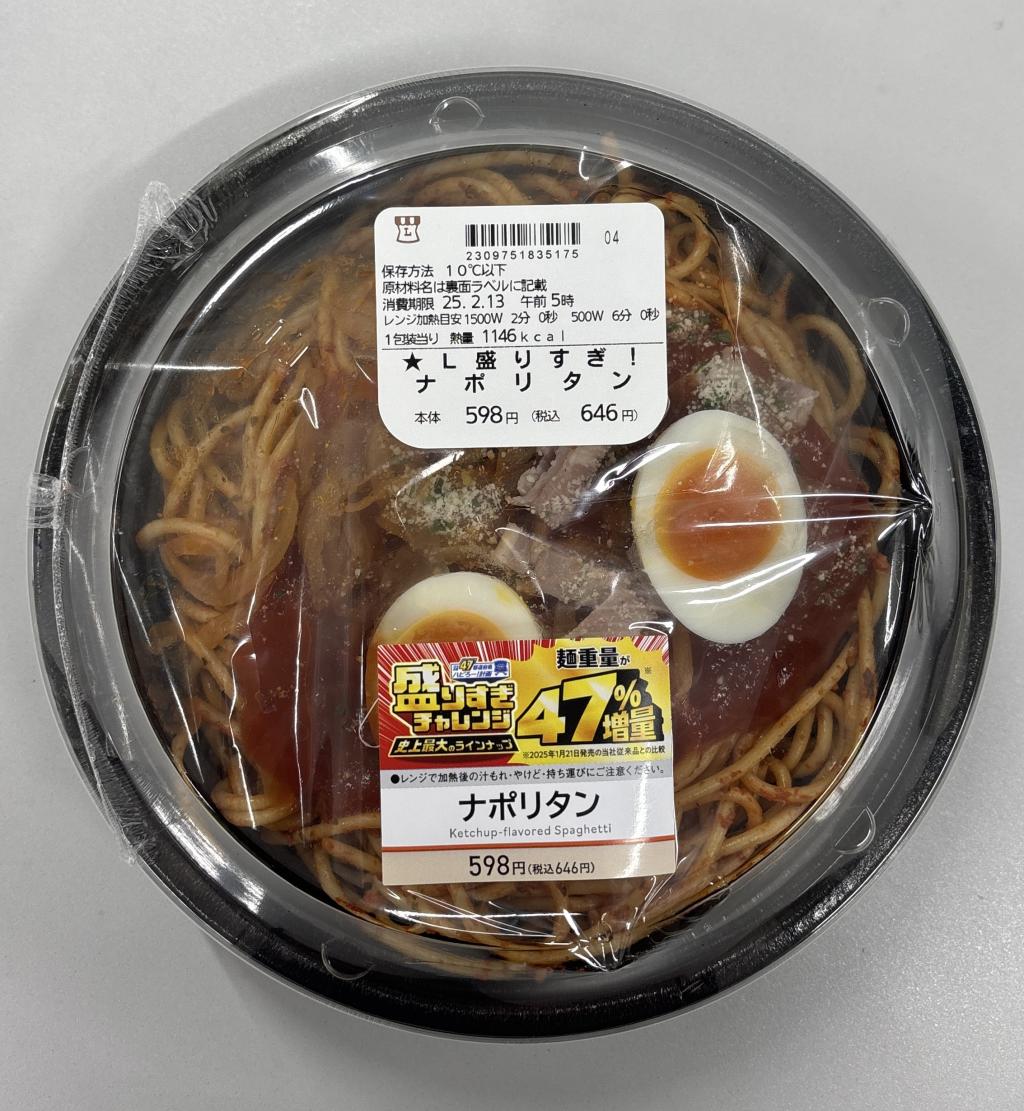 L
04
2309751835175
保存方法 10℃以下
原材料名は裏面ラベルに記載
消費期限 25.2.13 午前5時
レンジ加熱目安1500W 2分 0秒 500W 6分 0秒
1包装当り 熱量 1146kcal
★L盛りすぎ!
ナポリタン
本体 598円 (税込 646円)
盛りすぎ
チャレンジ
史上最大のラインナップ
麺重量が※
47%増量
※2025年1月21日発売の当社従来品との比較
●レンジで加熱後の汁もれ・やけど・持ち運びにご注意ください。
ナポリタン
Ketchup-flavored Spaghetti
598円(税込646円)